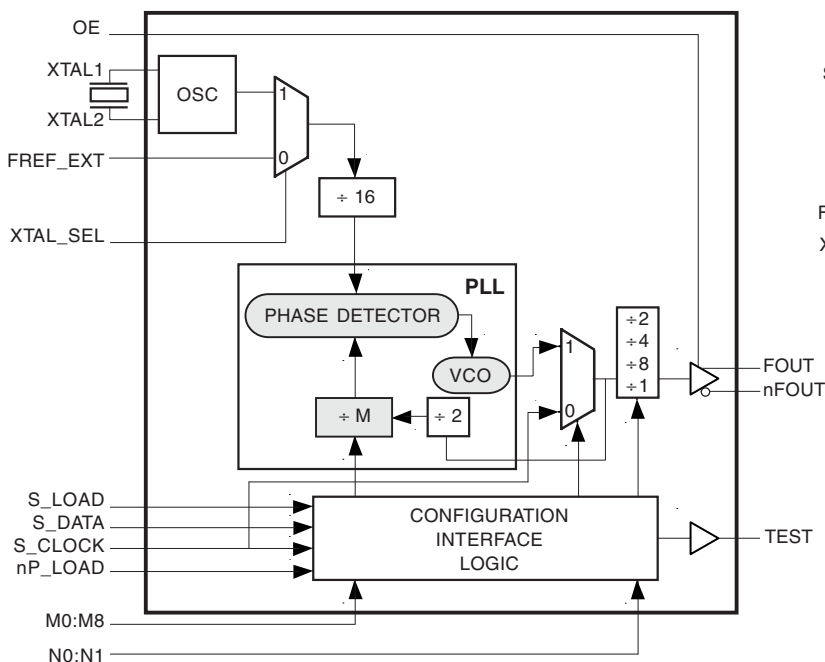 OE
XTAL1
OSC
1
XTAL2
FREF_EXT
0
÷ 16
XTAL_SEL
PLL
PHASE DETECTOR
÷2
÷4
÷8
÷1
1
VCO
FOUT
nFOUT
÷ M
÷ 2
0
S_LOAD
S_DATA
S_CLOCK
nP_LOAD
CONFIGURATION
INTERFACE
LOGIC
TEST
M0:M8
N0:N1